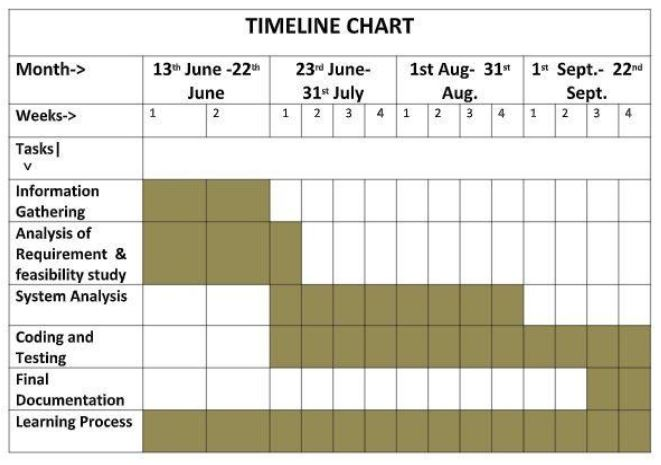 TIMELINE CHART
Month-> 13th June -22th June 23rd June- 31st July 1st Aug- 31st Aug. 1st Sept.- 22nd Sept.
Weeks-> 1 2 1 2 3 4 1 2 3 4 1 2 3 4
Tasks|
v
Information
Gathering
Analysis of
Requirement &
feasibility study
System Analysis
Coding and
Testing
Final
Documentation
Learning Process